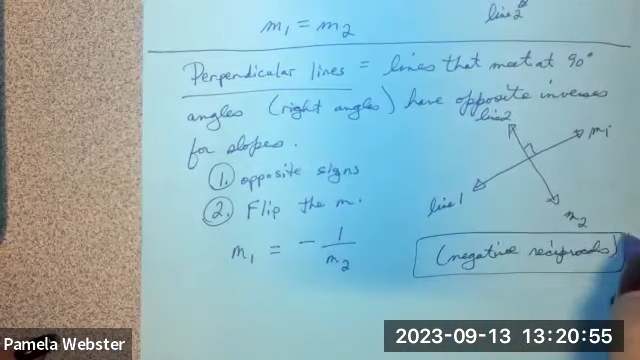 line 2
m₁ = m₂
Perpendicular lines = lines that meet at 90°
angles (right angles) have opposite inverses
for slopes.
line 2
m₁
① opposite signs
② Flip the m.
line 1
m₂
m₁ = - 1/m₂
(negative reciprocals)
Pamela Webster
2023-09-13 13:20:55